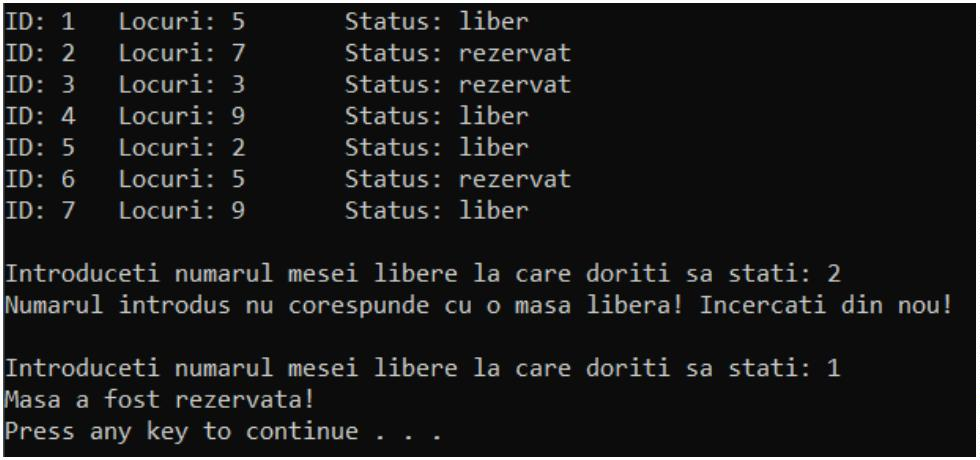 ID: 1   Locuri: 5       Status: liber
ID: 2   Locuri: 7       Status: rezervat
ID: 3   Locuri: 3       Status: rezervat
ID: 4   Locuri: 9       Status: liber
ID: 5   Locuri: 2       Status: liber
ID: 6   Locuri: 5       Status: rezervat
ID: 7   Locuri: 9       Status: liber
Introduceti numarul mesei libere la care doriti sa stati: 2
Numarul introdus nu corespunde cu o masa libera! Incercati din nou!
Introduceti numarul mesei libere la care doriti sa stati: 1
Masa a fost rezervata!
Press any key to continue . . .